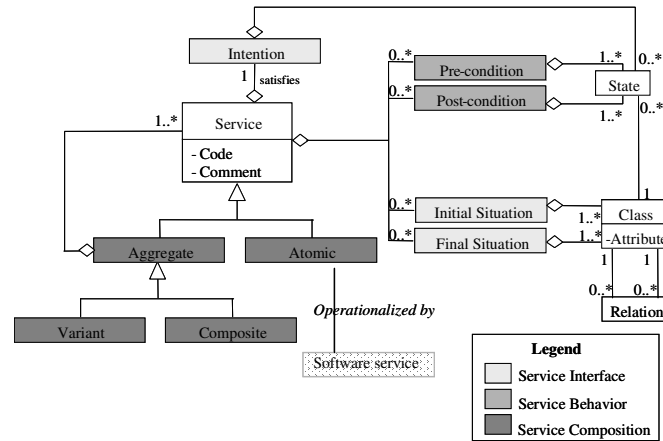 Intention
1
satisfies
0..*
Pre-condition
1..*
0..*
State
0..*
Post-condition
1..*
0..*
1..*
Service
- Code
- Comment
0..*
Initial Situation
1
1..*
Class
0..*
Final Situation
1..*
-Attribute
Aggregate
Atomic
1
1
Operationalized by
0..*
0..*
Relation
Variant
Composite
Software service
Legend
Service Interface
Service Behavior
Service Composition